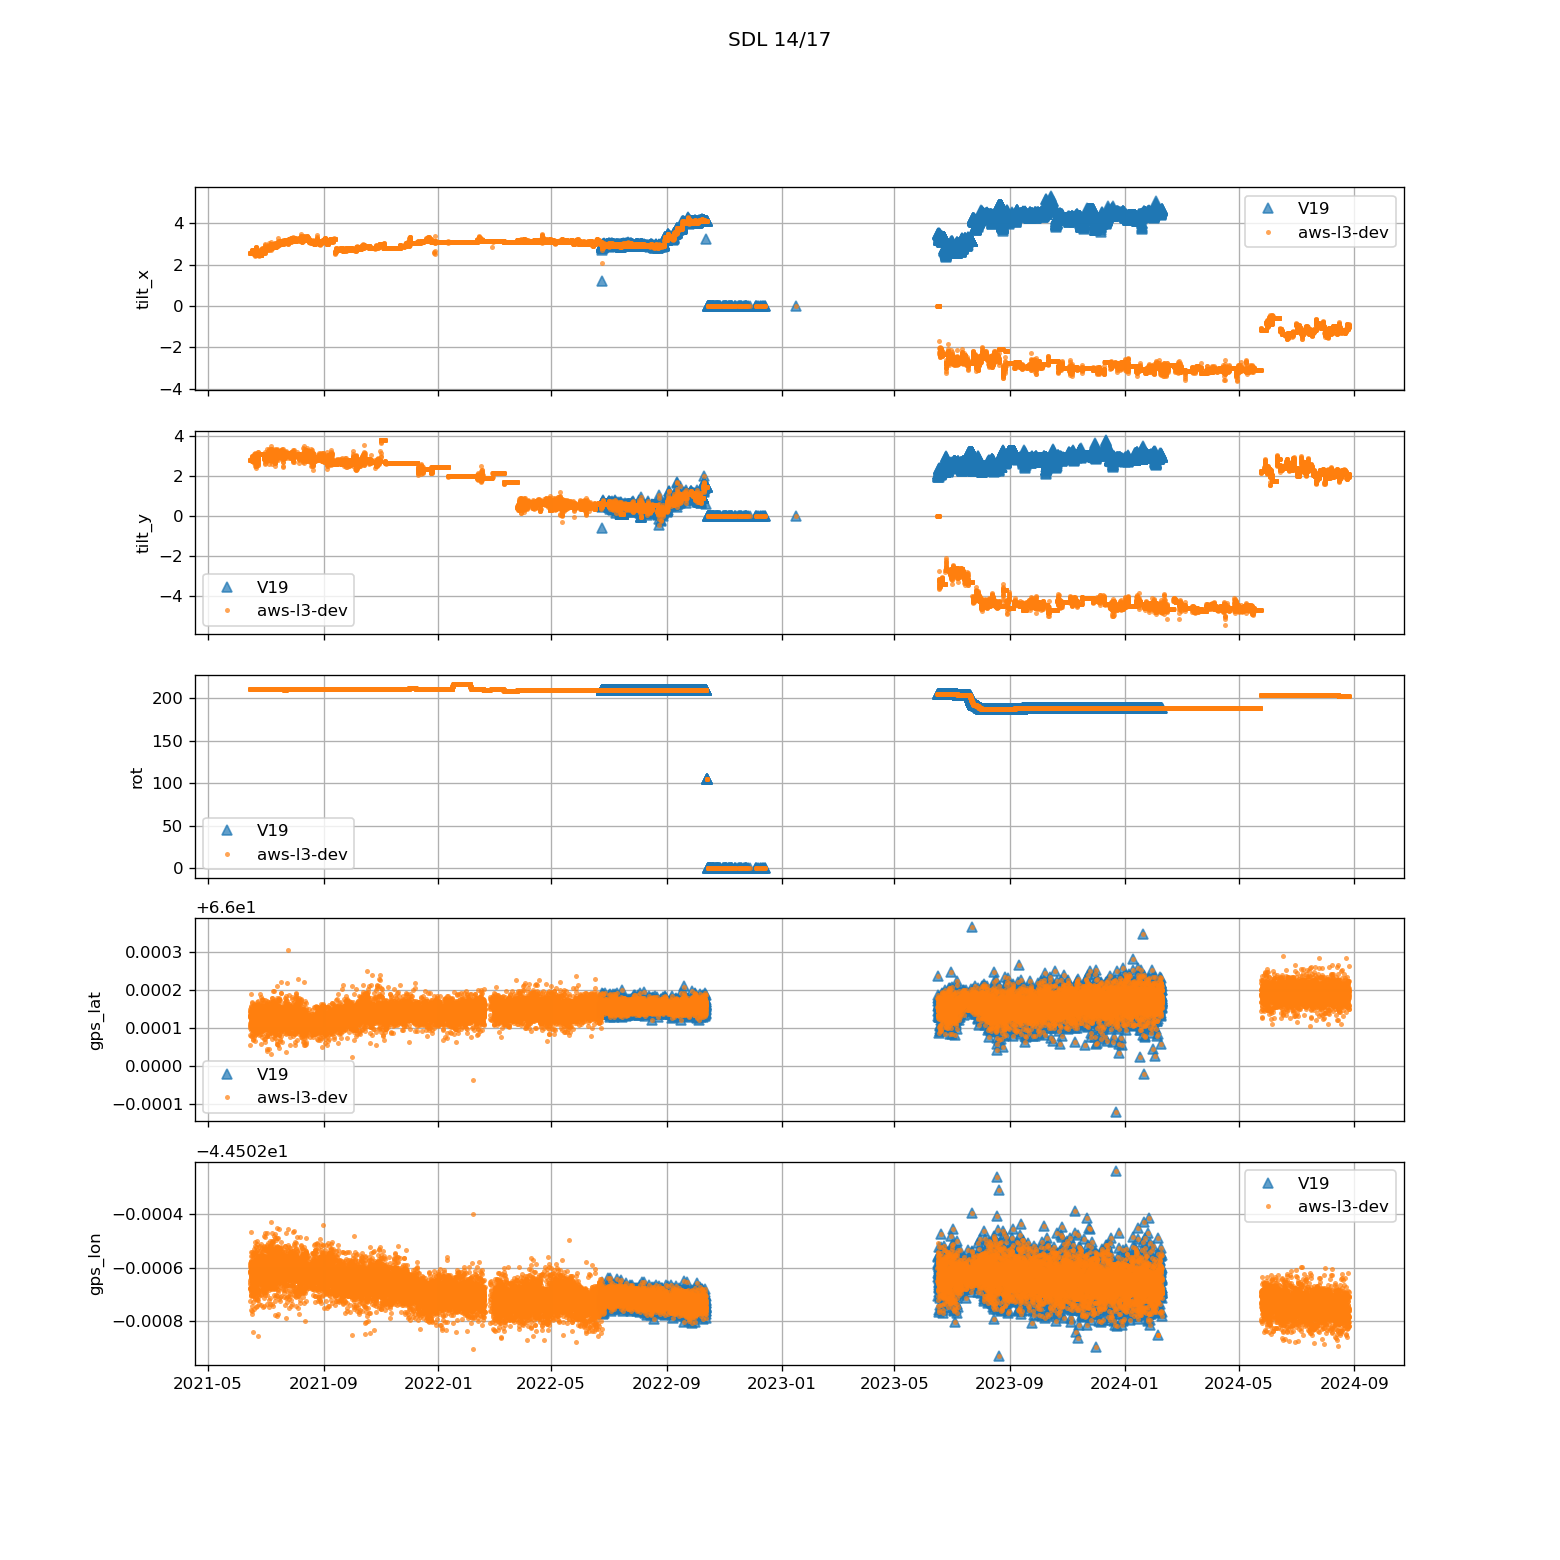 SDL 14/17
4
2
0
−2
−4
tilt_x
V19
aws-l3-dev
4
2
0
−2
−4
tilt_y
V19
aws-l3-dev
200
150
100
50
0
rot
V19
aws-l3-dev
+6.6e1
0.0003
0.0002
0.0001
0.0000
−0.0001
gps_lat
V19
aws-l3-dev
−4.4502e1
−0.0004
−0.0006
−0.0008
gps_lon
V19
aws-l3-dev
2021-05 2021-09 2022-01 2022-05 2022-09 2023-01 2023-05 2023-09 2024-01 2024-05 2024-09